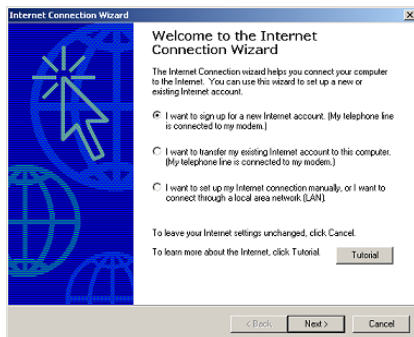 Internet Connection Wizard
Welcome to the Internet
Connection Wizard
The Internet Connection wizard helps you connect your computer
to the Internet. You can use this wizard to set up a new or
existing Internet account.
I want to sign up for a new Internet account. (My telephone line
is connected to my modem.)
I want to transfer my existing Internet account to this computer.
(My telephone line is connected to my modem.)
I want to set up my Internet connection manually, or I want to
connect through a local area network (LAN).
To leave your Internet settings unchanged, click Cancel.
To learn more about the Internet, click Tutorial.
Tutorial
< Back
Next >
Cancel